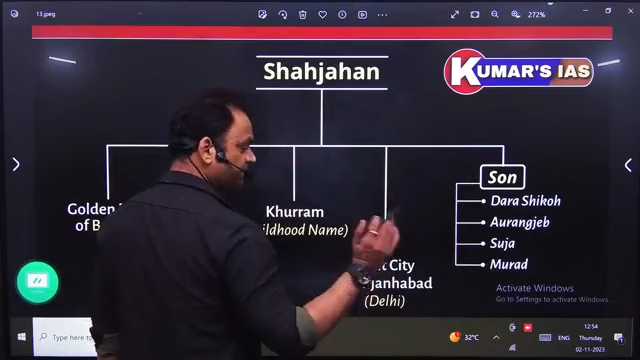 13.jpeg
272%
Shahjahan
KUMAR'S IAS
Son
Dara Shikoh
Aurangjeb
Suja
Murad
Golden
of B
Khurram
ildhood Name)
t City
janhabad
(Delhi)
Activate Windows
Go to Settings to activate Windows.
Type here to
32°C
ENG
12:54
Thursday
02-11-2023